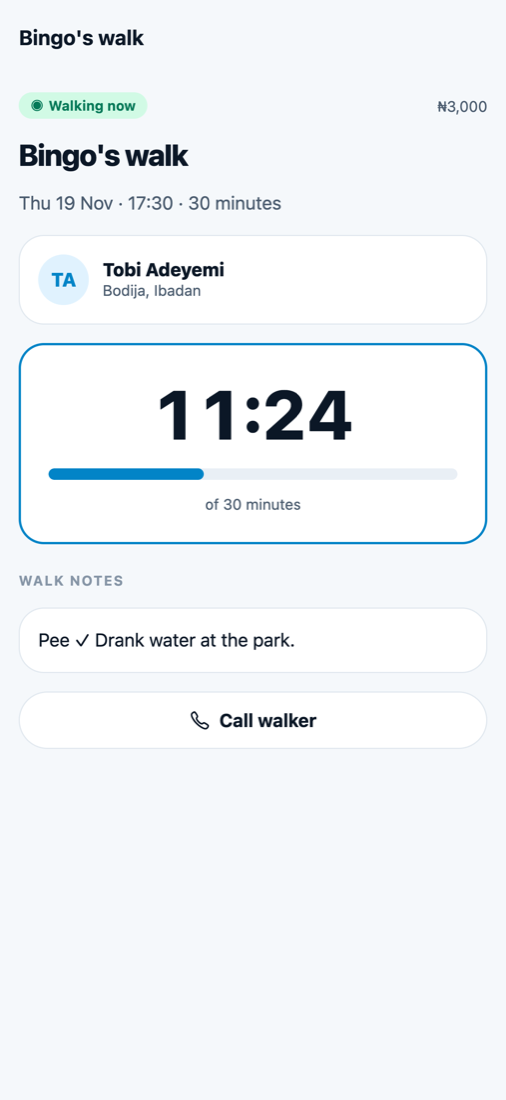 Bingo's walk
Walking now
₦3,000
Bingo's walk
Thu 19 Nov · 17:30 · 30 minutes
TA
Tobi Adeyemi
Bodija, Ibadan
11:24
of 30 minutes
WALK NOTES
Pee ✓ Drank water at the park.
Call walker